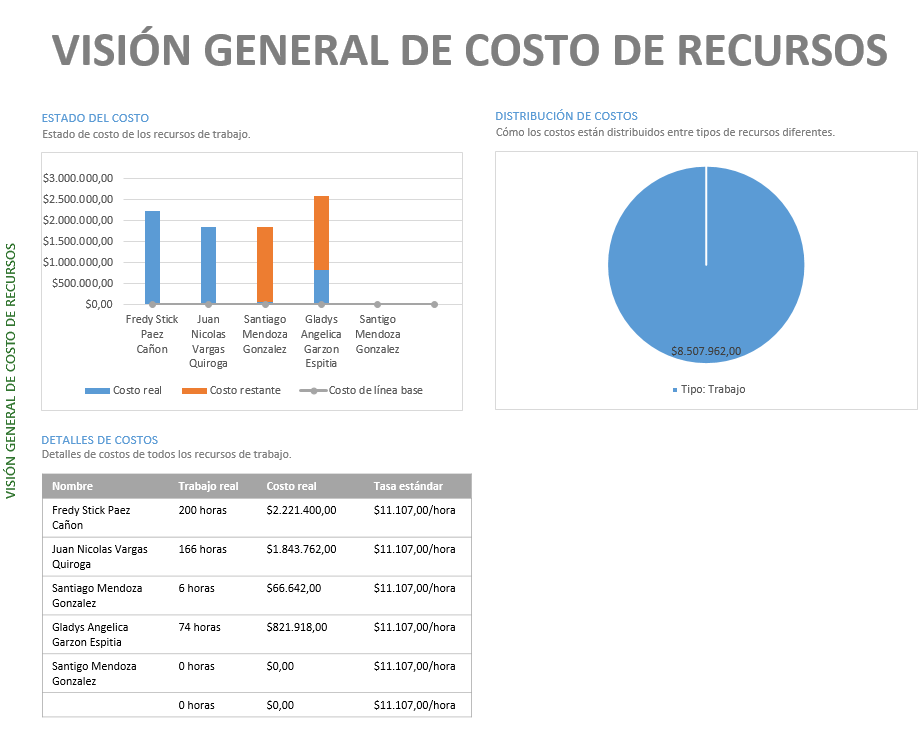 VISIÓN GENERAL DE COSTO DE RECURSOS
VISIÓN GENERAL DE COSTO DE RECURSOS
ESTADO DEL COSTO
Estado de costo de los recursos de trabajo.
$3.000.000,00
$2.500.000,00
$2.000.000,00
$1.500.000,00
$1.000.000,00
$500.000,00
$0,00
Fredy Stick
Paez
Cañon
Juan
Nicolas
Vargas
Quiroga
Santiago
Mendoza
Gonzalez
Gladys
Angelica
Garzon
Espitia
Santigo
Mendoza
Gonzalez
Costo real Costo restante Costo de línea base
DISTRIBUCIÓN DE COSTOS
Cómo los costos están distribuidos entre tipos de recursos diferentes.
$8.507.962,00
Tipo: Trabajo
DETALLES DE COSTOS
Detalles de costos de todos los recursos de trabajo.
Nombre Trabajo real Costo real Tasa estándar
Fredy Stick Paez 200 horas $2.221.400,00 $11.107,00/hora
Cañon
Juan Nicolas Vargas 166 horas $1.843.762,00 $11.107,00/hora
Quiroga
Santiago Mendoza 6 horas $66.642,00 $11.107,00/hora
Gonzalez
Gladys Angelica 74 horas $821.918,00 $11.107,00/hora
Garzon Espitia
Santigo Mendoza 0 horas $0,00 $11.107,00/hora
Gonzalez
0 horas $0,00 $11.107,00/hora